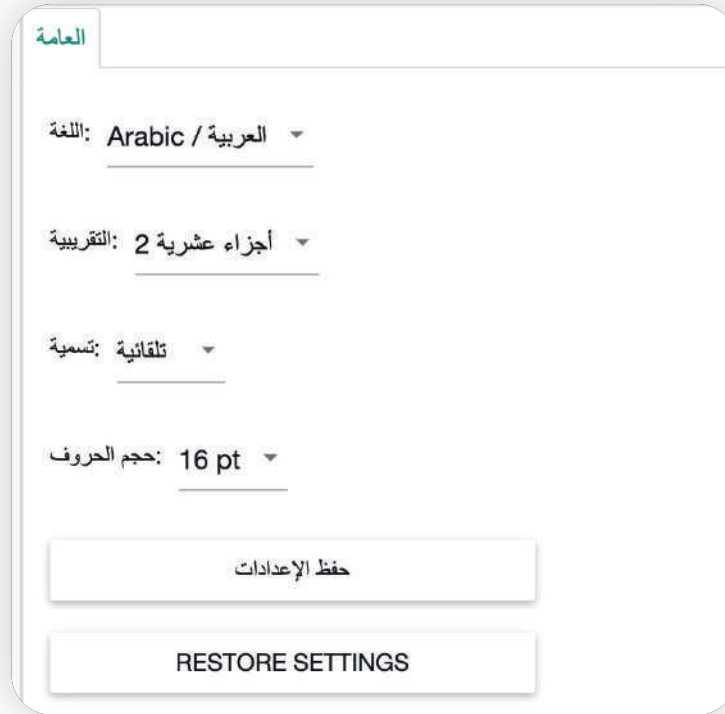 العامة
اللغة: العربية / Arabic
التقريبية: 2 أجزاء عشرية
تسمية: تلقائية
حجم الحروف: 16 pt
حفظ الإعدادات
RESTORE SETTINGS